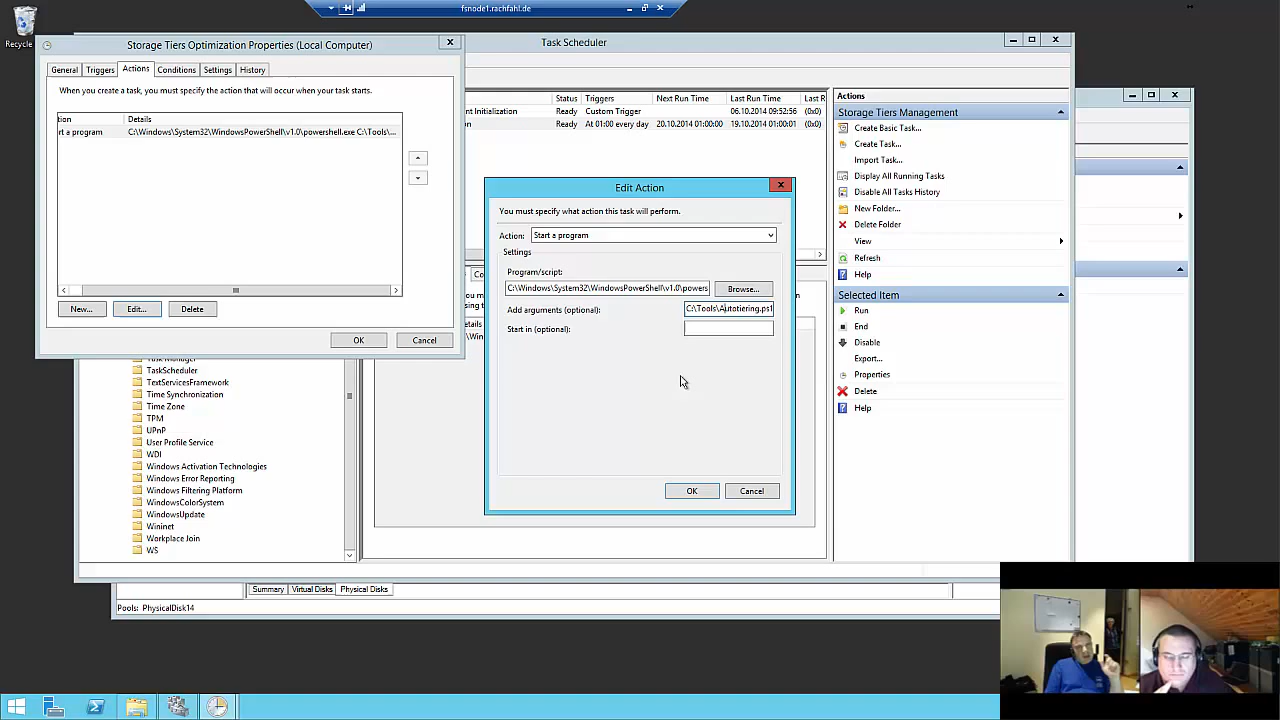 fsnode1.rachfahl.de
Recycle
Storage Tiers Optimization Properties (Local Computer)
General
Triggers
Actions
Conditions
Settings
History
When you create a task, you must specify the action that will occur when your task starts.
tion
Details
rt a program
C:\Windows\System32\WindowsPowerShell\v1.0\powershell.exe C:\Tools\...
New...
Edit...
Delete
OK
Cancel
Task Scheduler
Status
Triggers
Next Run Time
Last Run Time
Last R
nt Initialization
Ready
Custom Trigger
06.10.2014 09:52:56
(0x0)
on
Ready
At 01:00 every day
20.10.2014 01:00:00
19.10.2014 01:00:01
(0x0)
Edit Action
You must specify what action this task will perform.
Action:
Start a program
Settings
Program/script:
C:\Windows\System32\WindowsPowerShell\v1.0\powers
Browse...
Add arguments (optional):
C:\Tools\Autotiering.ps1
Start in (optional):
OK
Cancel
Actions
Storage Tiers Management
Create Basic Task...
Create Task...
Import Task...
Display All Running Tasks
Disable All Tasks History
New Folder...
Delete Folder
View
Refresh
Help
Selected Item
Run
End
Disable
Export...
Properties
Delete
Help
TaskScheduler
TextServicesFramework
Time Synchronization
Time Zone
TPM
UPnP
User Profile Service
WDI
Windows Activation Technologies
Windows Error Reporting
Windows Filtering Platform
WindowsColorSystem
WindowsUpdate
Wininet
Workplace Join
WS
Summary
Virtual Disks
Physical Disks
Pools: PhysicalDisk14